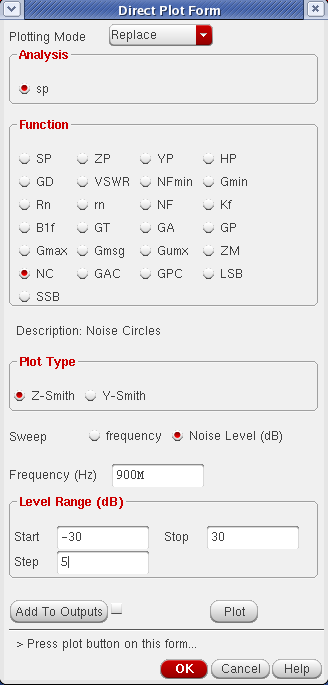 Direct Plot Form
Plotting Mode Replace
Analysis
sp
Function
SP ZP YP HP
GD VSWR NFmin Gmin
Rn rn NF Kf
B1f GT GA GP
Gmax Gmsg Gumx ZM
NC GAC GPC LSB
SSB
Description: Noise Circles
Plot Type
Z-Smith Y-Smith
Sweep frequency Noise Level (dB)
Frequency (Hz) 900M
Level Range (dB)
Start -30 Stop 30
Step 5
Add To Outputs Plot
> Press plot button on this form...
OK Cancel Help